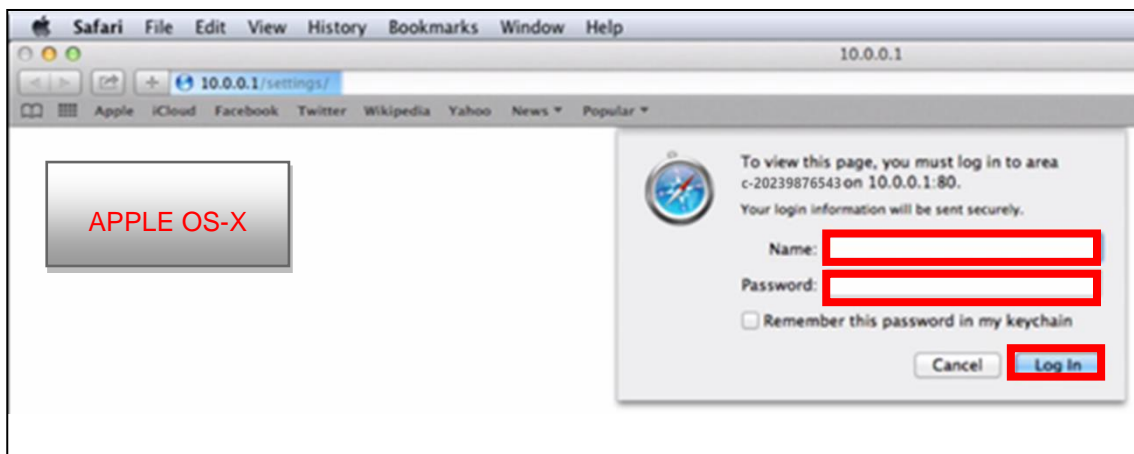 Safari File Edit View History Bookmarks Window Help
10.0.0.1
10.0.0.1/settings/
Apple iCloud Facebook Twitter Wikipedia Yahoo News Popular
To view this page, you must log in to area
c-20239876543 on 10.0.0.1:80.
Your login information will be sent securely.
APPLE OS-X
Name:
Password:
Remember this password in my keychain
Cancel Log In